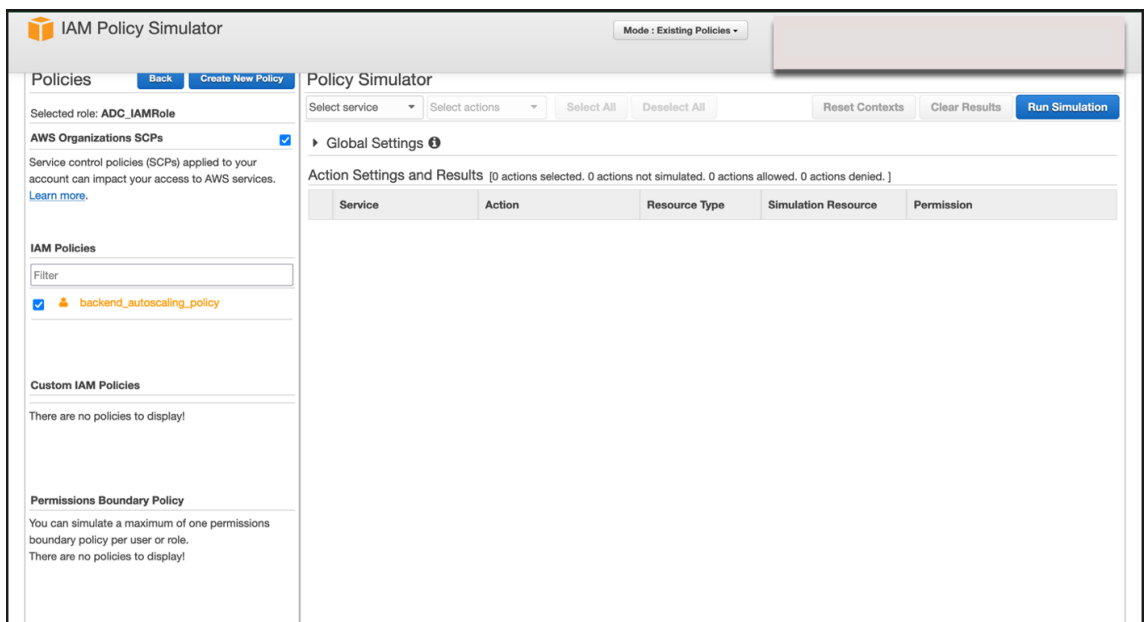 IAM Policy Simulator
Mode : Existing Policies
Policies
Back
Create New Policy
Selected role: ADC_IAMRole
AWS Organizations SCPs
Service control policies (SCPs) applied to your
account can impact your access to AWS services.
Learn more.
IAM Policies
Filter
backend_autoscaling_policy
Custom IAM Policies
There are no policies to display!
Permissions Boundary Policy
You can simulate a maximum of one permissions
boundary policy per user or role.
There are no policies to display!
Policy Simulator
Select service
Select actions
Select All
Deselect All
Reset Contexts
Clear Results
Run Simulation
Global Settings
Action Settings and Results [0 actions selected. 0 actions not simulated. 0 actions allowed. 0 actions denied. ]
Service Action Resource Type Simulation Resource Permission